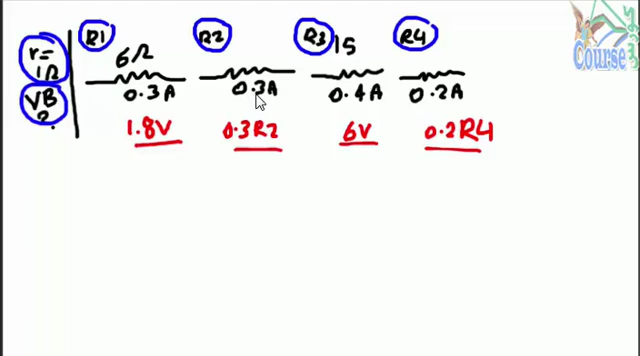 R1 R2 R3 15 R4
r= 6Ω
1Ω
VB 0.3A 0.3A 0.4A 0.2A
?
1.8V 0.3R2 6V 0.2R4
Course